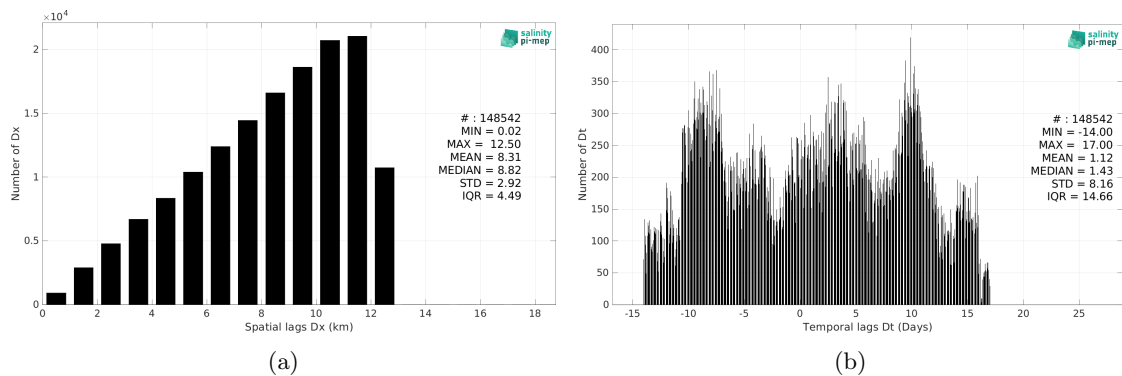 ×10⁴
2
1.5
1
0.5
0
Number of Dx
0 2 4 6 8 10 12 14 16 18
Spatial lags Dx (km)
salinity
pi-mep
# : 148542
MIN = 0.02
MAX = 12.50
MEAN = 8.31
MEDIAN = 8.82
STD = 2.92
IQR = 4.49
(a)
400
350
300
250
200
150
100
50
0
Number of Dt
-15 -10 -5 0 5 10 15 20 25
Temporal lags Dt (Days)
salinity
pi-mep
# : 148542
MIN = -14.00
MAX = 17.00
MEAN = 1.12
MEDIAN = 1.43
STD = 8.16
IQR = 14.66
(b)